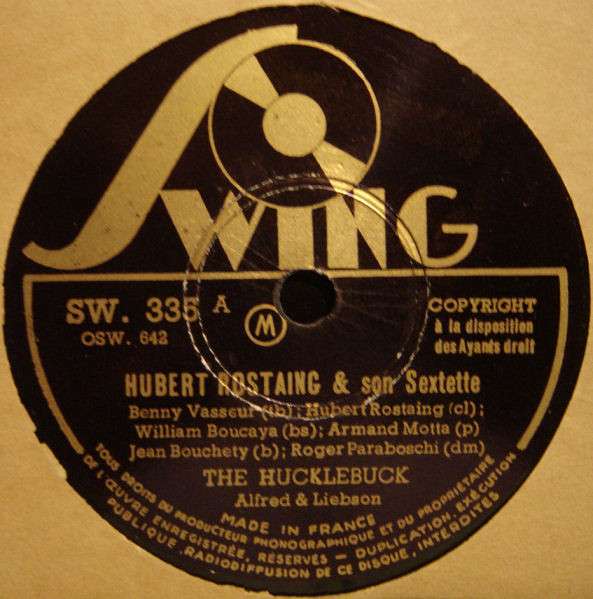 SWING
SW. 335 A
OSW. 642
M
COPYRIGHT
à la disposition
des Ayants droit
HUBERT ROSTAING & son Sextette
Benny Vasseur (tb); Hubert Rostaing (cl);
William Boucaya (bs); Armand Motta (p)
Jean Bouchety (b); Roger Paraboschi (dm)
THE HUCKLEBUCK
Alfred & Liebson
MADE IN FRANCE
TOUS DROITS DU PRODUCTEUR PHONOGRAPHIQUE ET DU PROPRIÉTAIRE
DE L'ŒUVRE ENREGISTRÉE, RÉSERVÉS – DUPLICATION, EXÉCUTION
PUBLIQUE, RADIODIFFUSION DE CE DISQUE, INTERDITES